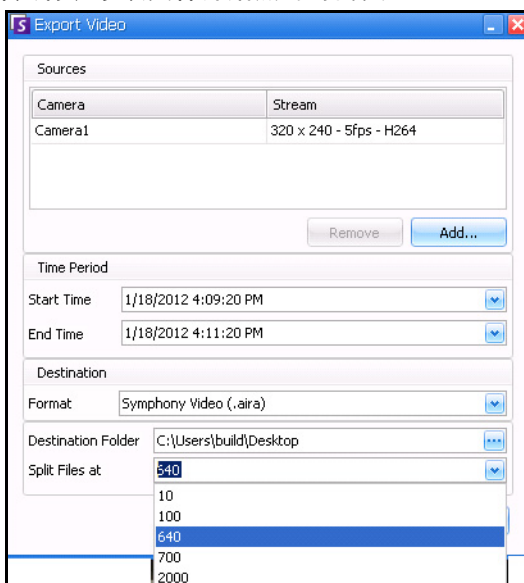 Export Video
Sources
Camera Stream
Camera1 320 x 240 - 5fps - H264
Remove Add...
Time Period
Start Time 1/18/2012 4:09:20 PM
End Time 1/18/2012 4:11:20 PM
Destination
Format Symphony Video (.aira)
Destination Folder C:\Users\build\Desktop
Split Files at 640
10
100
640
700
2000